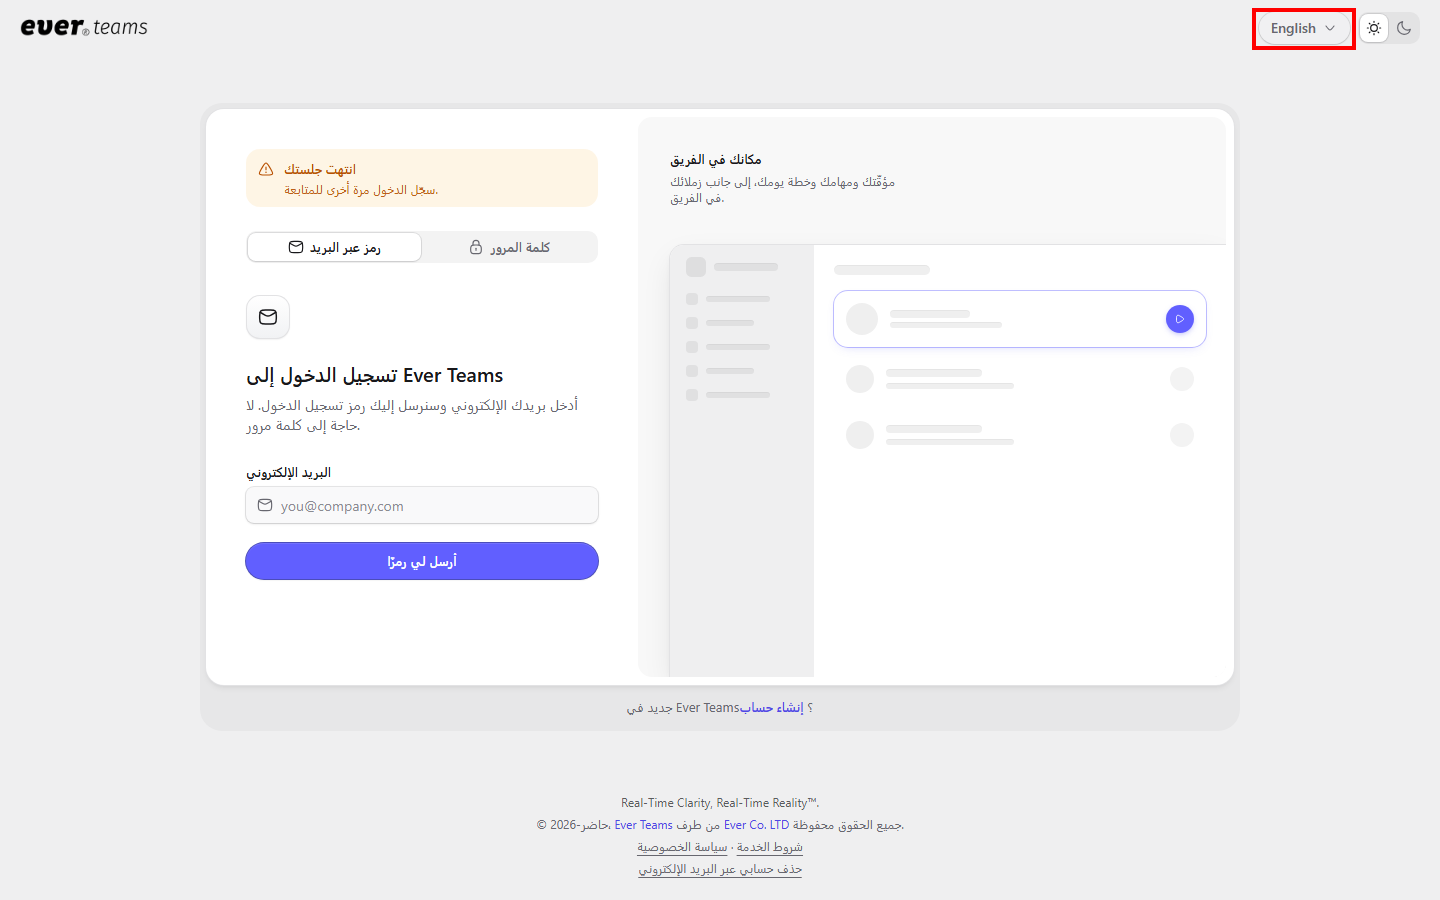 ever® teams
English
انتهت جلستك
سجّل الدخول مرة أخرى للمتابعة.
رمز عبر البريد
كلمة المرور
تسجيل الدخول إلى Ever Teams
أدخل بريدك الإلكتروني وسنرسل إليك رمز تسجيل الدخول. لا
حاجة إلى كلمة مرور.
البريد الإلكتروني
you@company.com
أرسل لي رمزًا
مكانك في الفريق
مؤقّتك ومهامك وخطة يومك، إلى جانب زملائك
في الفريق.
جديد في Ever Teams؟ إنشاء حساب
Real-Time Clarity, Real-Time Reality™.
© 2026-حاضر، Ever Teams من طرف Ever Co. LTD جميع الحقوق محفوظة.
شروط الخدمة · سياسة الخصوصية
حذف حسابي عبر البريد الإلكتروني